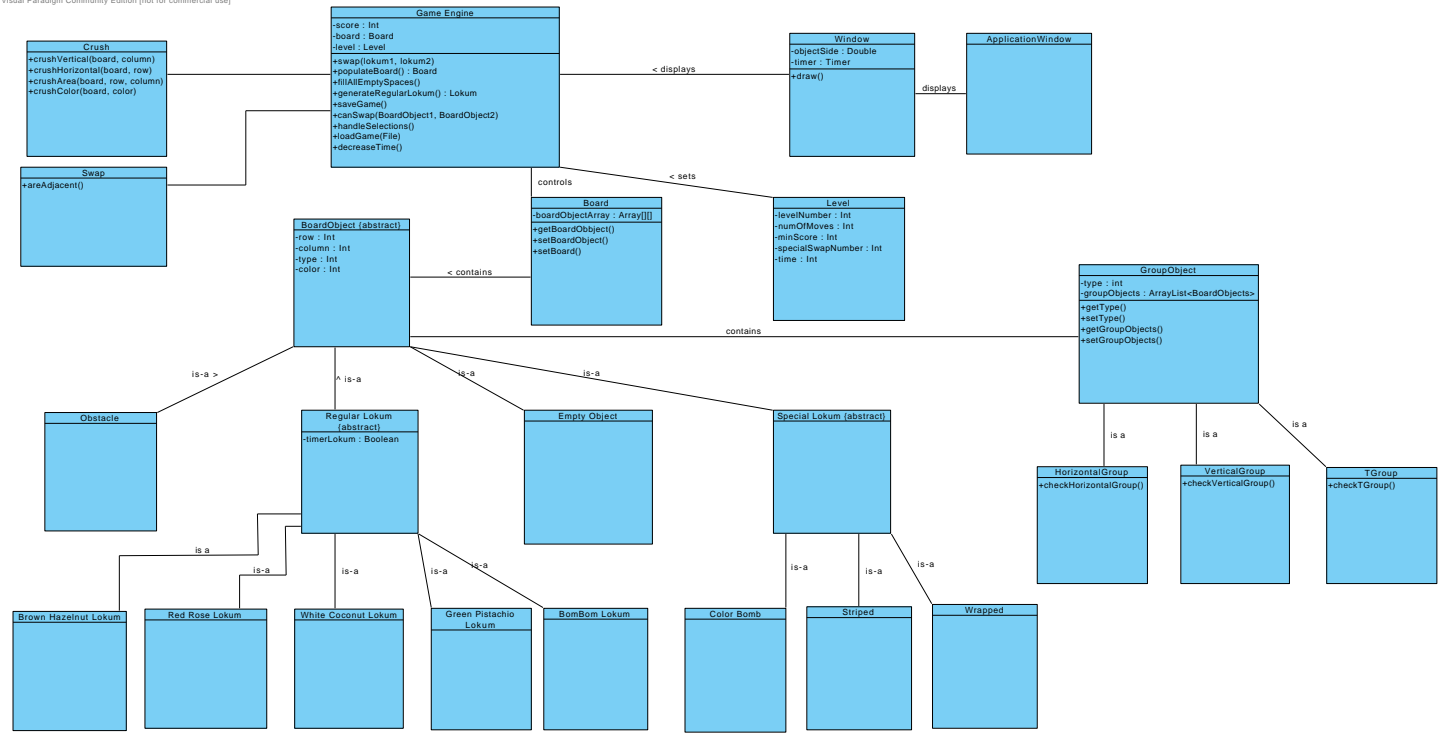 Visual Paradigm Community Edition [not for commercial use]
Game Engine
-score : Int
-board : Board
-level : Level
+swap(lokum1, lokum2)
+populateBoard() : Board
+fillAllEmptySpaces()
+generateRegularLokum() : Lokum
+saveGame()
+canSwap(BoardObject1, BoardObject2)
+handleSelections()
+loadGame(File)
+decreaseTime()
Crush
+crushVertical(board, column)
+crushHorizontal(board, row)
+crushArea(board, row, column)
+crushColor(board, color)
Swap
+areAdjacent()
< displays
Window
-objectSide : Double
-timer : Timer
+draw()
displays
ApplicationWindow
controls
< sets
Board
-boardObjectArray : Array[][]
+getBoardObbject()
+setBoardObject()
+setBoard()
Level
-levelNumber : Int
-numOfMoves : Int
-minScore : Int
-specialSwapNumber : Int
-time : Int
BoardObject {abstract}
-row : Int
-column : Int
-type : Int
-color : Int
< contains
contains
GroupObject
-type : int
-groupObjects : ArrayList<BoardObjects>
+getType()
+setType()
+getGroupObjects()
+setGroupObjects()
is-a >
^ is-a
is-a
is-a
Obstacle
Regular Lokum
{abstract}
-timerLokum : Boolean
Empty Object
Special Lokum {abstract}
is a
is a
is a
HorizontalGroup
+checkHorizontalGroup()
VerticalGroup
+checkVerticalGroup()
TGroup
+checkTGroup()
is a
is-a
is-a
is-a
is-a
is-a
is-a
is-a
Brown Hazelnut Lokum
Red Rose Lokum
White Coconut Lokum
Green Pistachio
Lokum
BomBom Lokum
Color Bomb
Striped
Wrapped